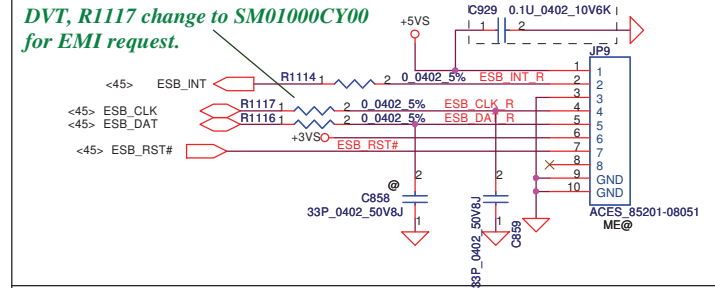 DVT, R1117 change to SM01000CY00
for EMI request.
+5VS
C929 0.1U_0402_10V6K
1 2
JP9
<45> ESB_INT R1114 1 2 0_0402_5% ESB_INT_R
<45> ESB_CLK R1117 1 2 0_0402_5% ESB_CLK_R
<45> ESB_DAT R1116 1 2 0_0402_5% ESB_DAT_R
+3VS
<45> ESB_RST# ESB_RST#
1 1
2 2
3 3
4 4
5 5
6 6
7 7
8 8
9 GND
10 GND
ACES_85201-08051
ME@
@
2
C858
33P_0402_50V8J
1
2
33P_0402_50V8J
1
C859